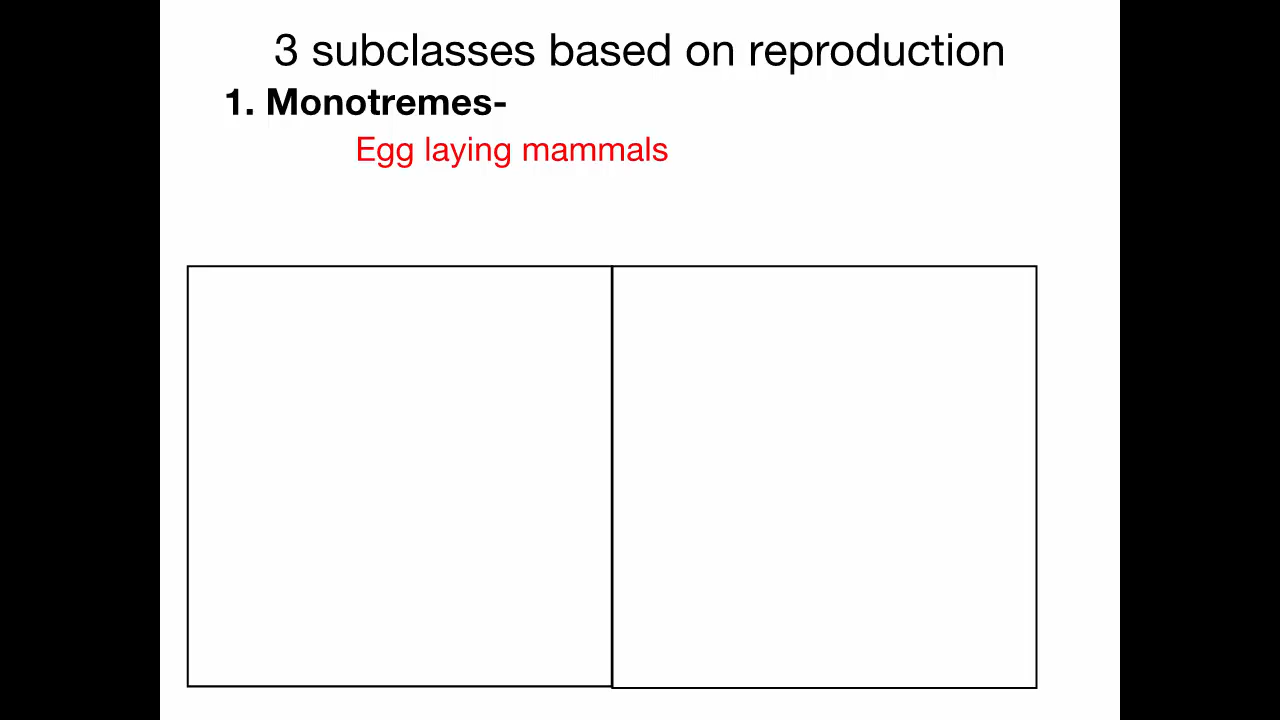 3 subclasses based on reproduction
1. Monotremes-
Egg laying mammals